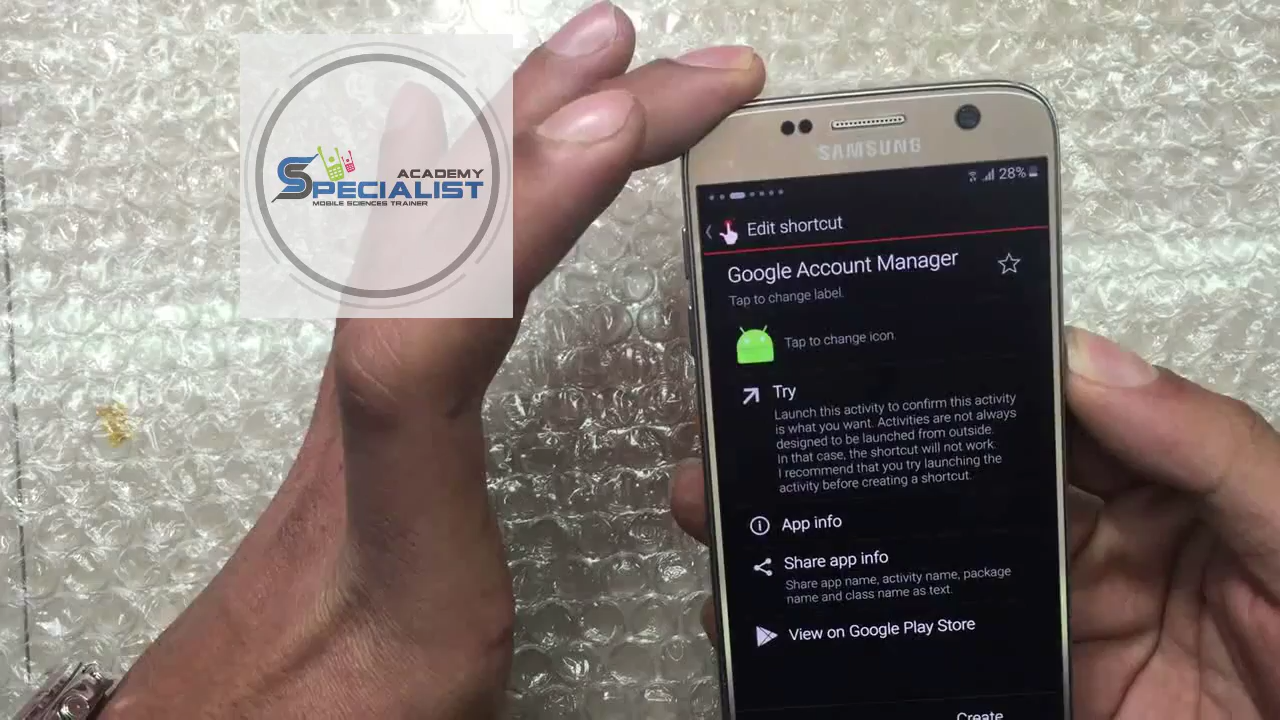 ACADEMY
SPECIALIST
MOBILE SCIENCES TRAINER
SAMSUNG
28%
Edit shortcut
Google Account Manager
Tap to change label.
Tap to change icon.
Try
Launch this activity to confirm this activity
is what you want. Activities are not always
designed to be launched from outside.
In that case, the shortcut will not work.
I recommend that you try launching the
activity before creating a shortcut.
App info
Share app info
Share app name, activity name, package
name and class name as text.
View on Google Play Store
Create